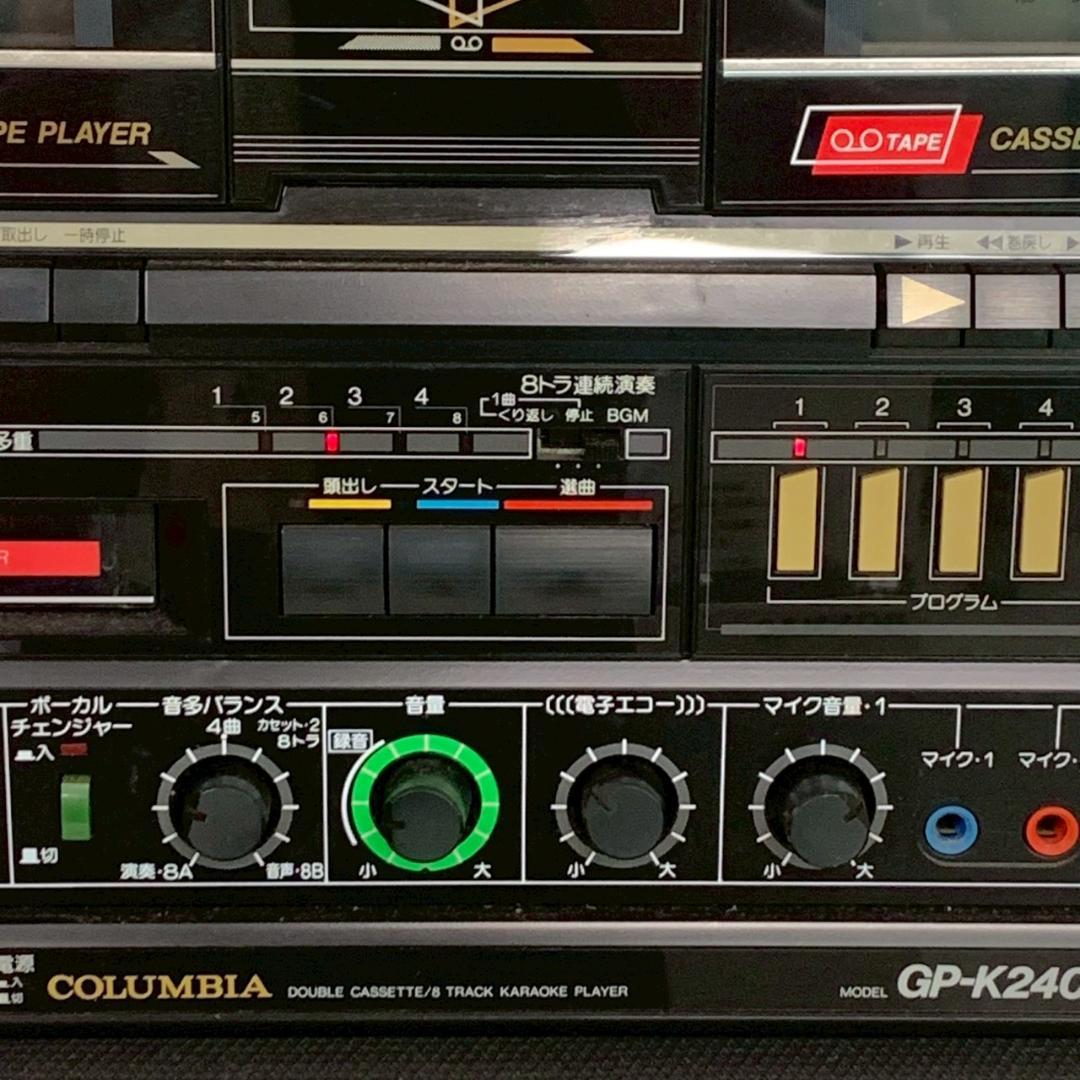 PE PLAYER
TAPE
CASSE
取出し 一時停止
再生 巻戻し
8トラ連続演奏
1 2 3 4
5 6 7 8
1曲
くり返し 停止 BGM
多重
1 2 3 4
頭出し スタート 選曲
R
プログラム
ボーカル
チェンジャー
入
切
音多バランス
4曲 カセット・2
8トラ
演奏・8A 音声・8B
音量
録音
小 大
(((電子エコー)))
小 大
マイク音量・1
小 大
マイク・1 マイク・
電源
入
切
COLUMBIA DOUBLE CASSETTE/8 TRACK KARAOKE PLAYER
MODEL GP-K240